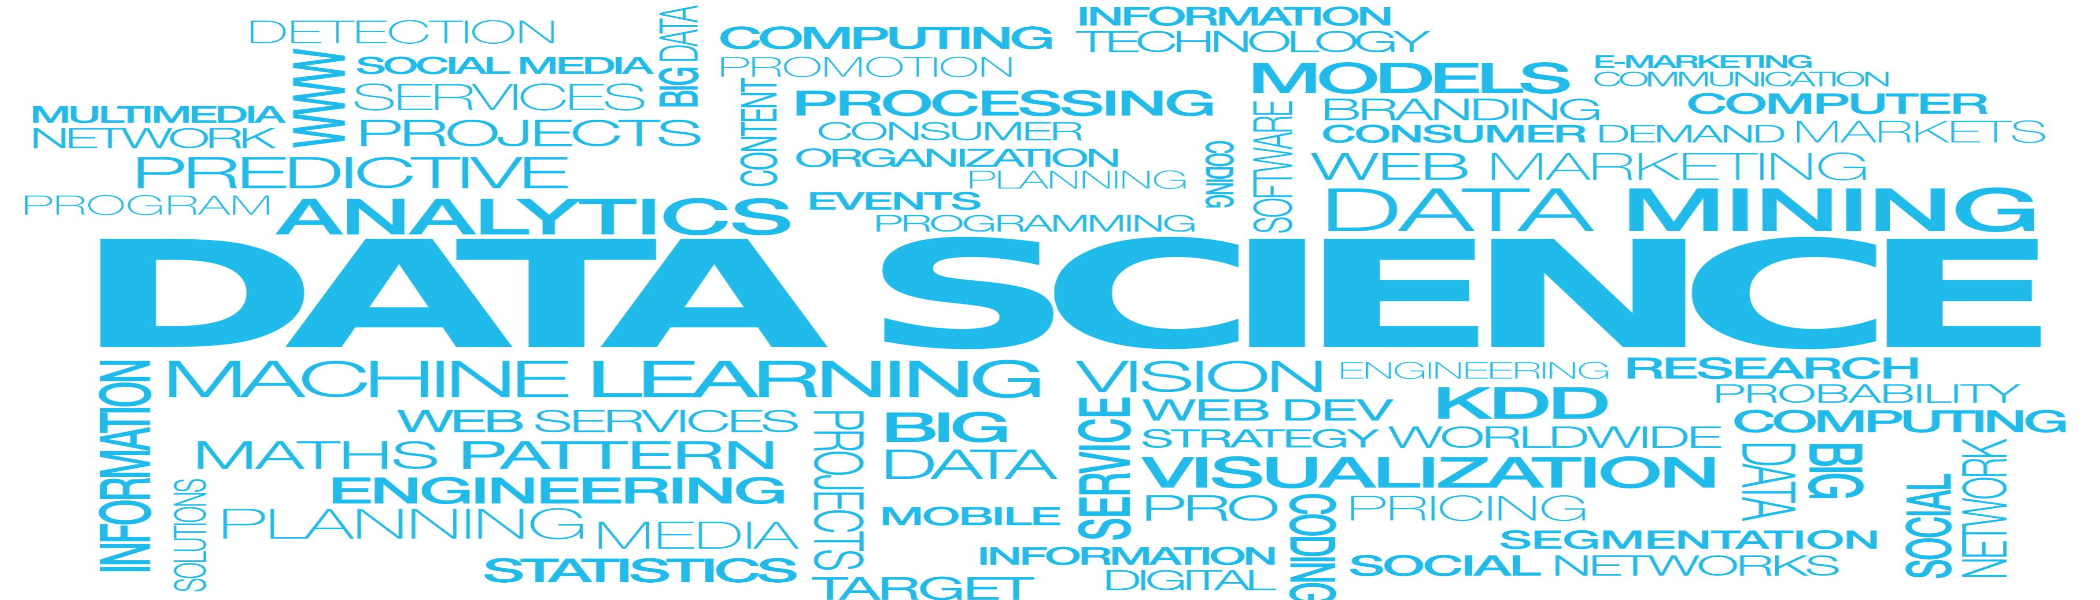 DETECTION
WWW
SOCIAL MEDIA
BIG DATA
SERVICES
MULTIMEDIA
NETWORK
PROJECTS
PREDICTIVE
PROGRAM
ANALYTICS
COMPUTING
PROMOTION
CONTENT
PROCESSING
CONSUMER
ORGANIZATION
PLANNING
EVENTS
PROGRAMMING
CODING
INFORMATION
TECHNOLOGY
MODELS
SOFTWARE
E-MARKETING
COMMUNICATION
BRANDING
COMPUTER
CONSUMER DEMAND MARKETS
WEB MARKETING
DATA MINING
DATA SCIENCE
INFORMATION
MACHINE LEARNING
WEB SERVICES
MATHS PATTERN
ENGINEERING
SOLUTIONS
PLANNING
MEDIA
STATISTICS
PROJECTS
BIG
DATA
MOBILE
INFORMATION
TARGET
DIGITAL
VISION
ENGINEERING
RESEARCH
SERVICE
WEB DEV
KDD
PROBABILITY
COMPUTING
STRATEGY WORLDWIDE
VISUALIZATION
PRO
CODING
PRICING
DATA
BIG
SEGMENTATION
SOCIAL NETWORKS
SOCIAL
NETWORK